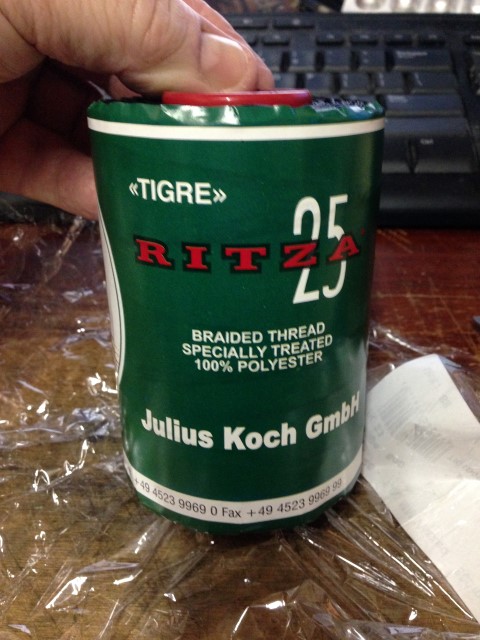 «TIGRE»
RITZA 25
BRAIDED THREAD
SPECIALLY TREATED
100% POLYESTER
Julius Koch GmbH
+49 4523 9969 0 Fax +49 4523 9969 99